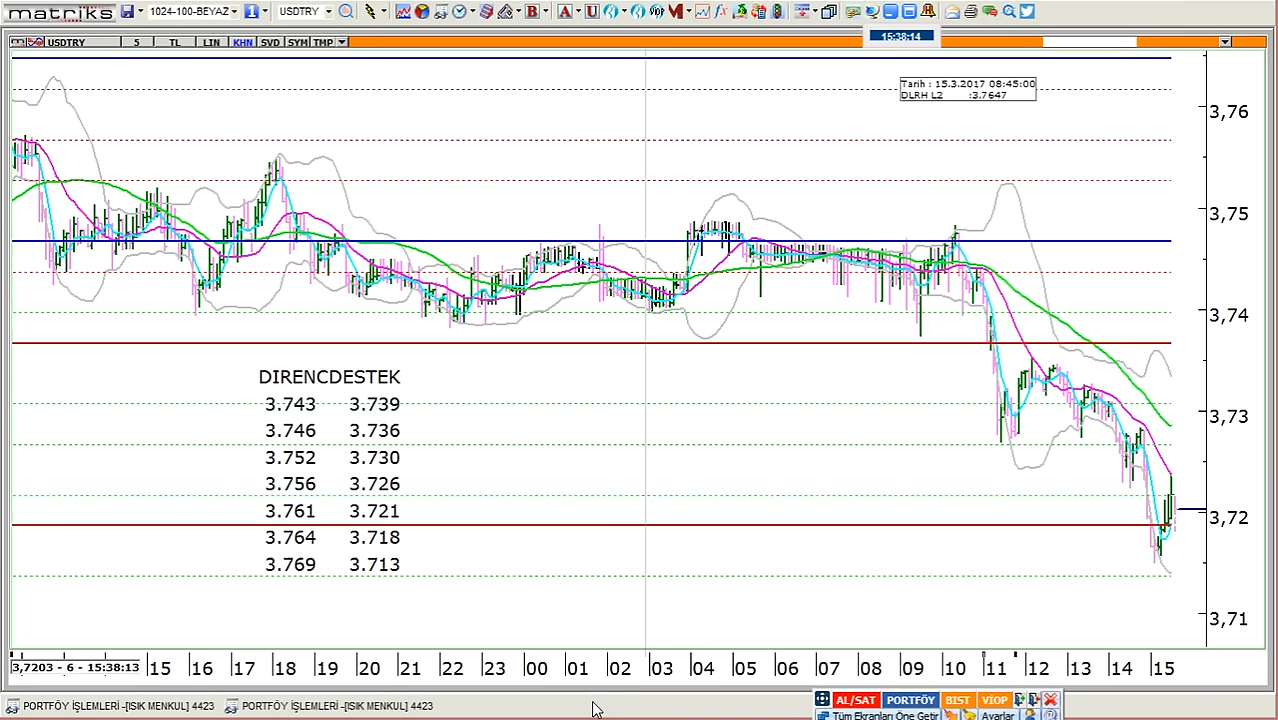 matriks 1024-100-BEYAZ 1 USDTRY B A U VOP M fx
USDTRY 5 TL LIN KHN SVD SYM TMP
15:38:14
Tarih : 15.3.2017 08:45:00
DLRH L2 :3.7647
3,76
3,75
3,74
3,73
3,72
3,71
DIRENCDESTEK
3.743 3.739
3.746 3.736
3.752 3.730
3.756 3.726
3.761 3.721
3.764 3.718
3.769 3.713
3,7203 - 6 - 15:38:13 15 16 17 18 19 20 21 22 23 00 01 02 03 04 05 06 07 08 09 10 11 12 13 14 15
PORTFÖY İŞLEMLERİ -[ISIK MENKUL] 4423 PORTFÖY İŞLEMLERİ -[ISIK MENKUL] 4423
AL/SAT PORTFÖY BIST VİOP
Tüm Ekranları Öne Getir Ayarlar